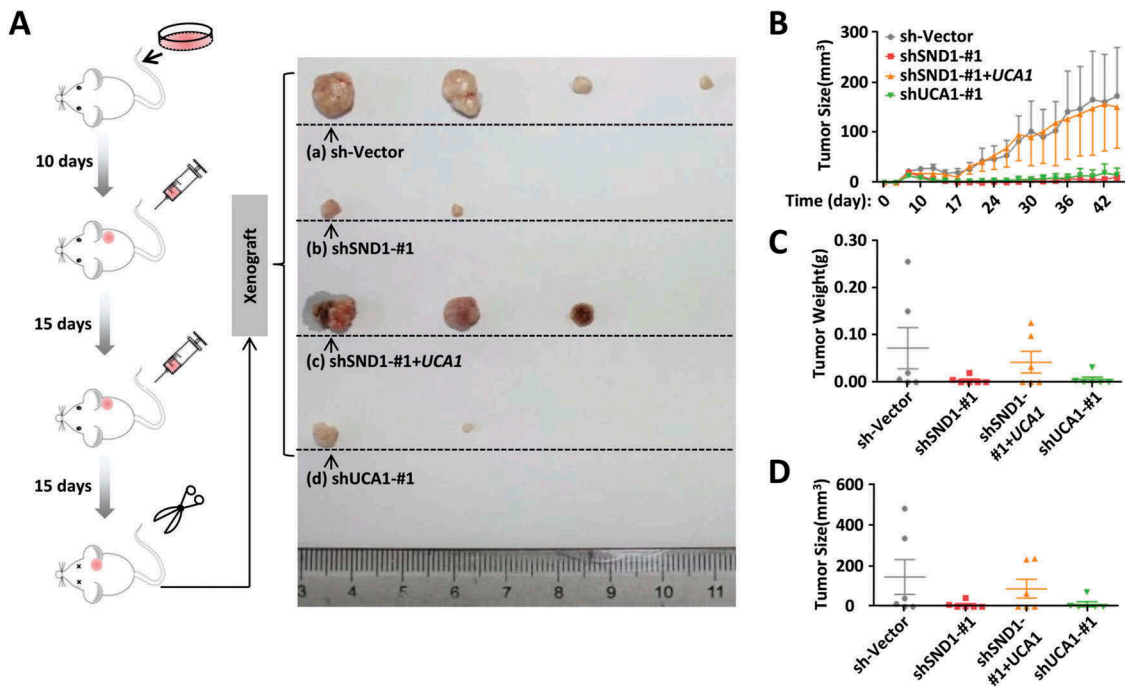 A
10 days
15 days
15 days
Xenograft
(a) sh-Vector
(b) shSND1-#1
(c) shSND1-#1+UCA1
(d) shUCA1-#1
3 4 5 6 7 8 9 10 11
B
sh-Vector
shSND1-#1
shSND1-#1+UCA1
shUCA1-#1
Tumor Size(mm³)
300
200
100
0
Time (day): 0 10 17 24 30 36 42
C
Tumor Weight(g)
0.30
0.20
0.10
0.00
sh-Vector
shSND1-#1
shSND1-
#1+UCA1
shUCA1-#1
D
Tumor Size(mm³)
600
400
200
0
sh-Vector
shSND1-#1
shSND1-
#1+UCA1
shUCA1-#1